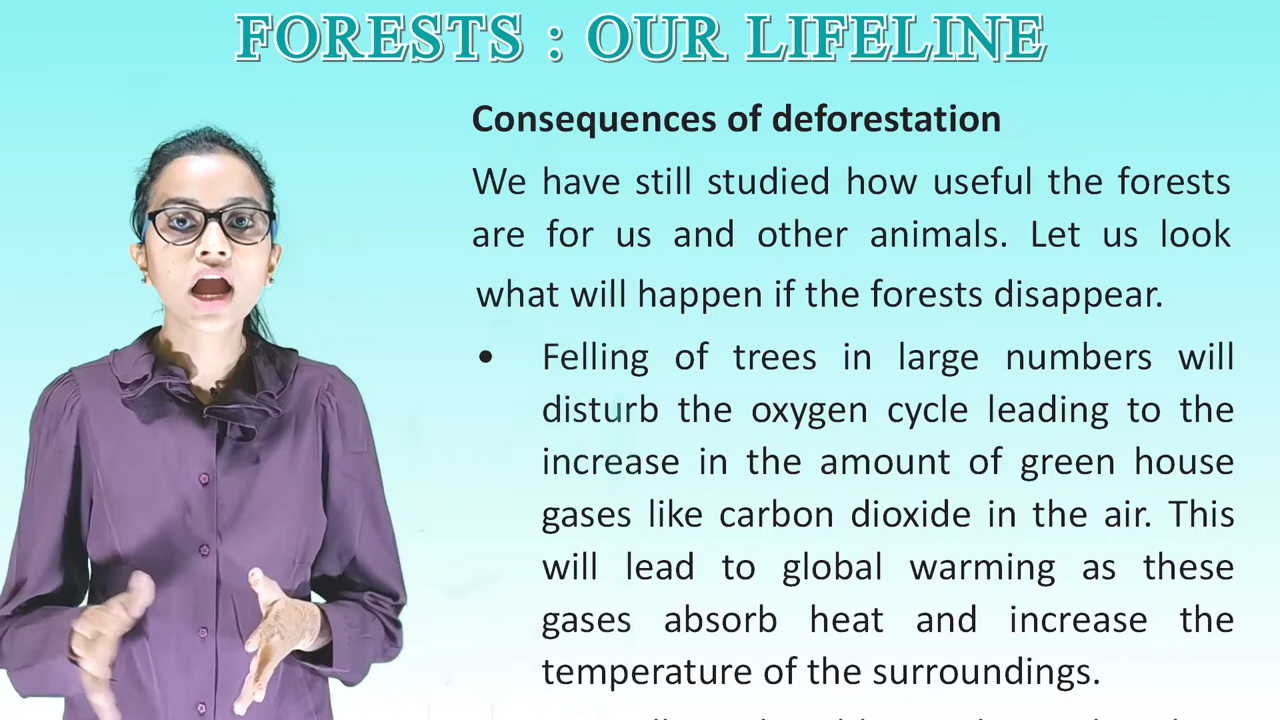 FORESTS : OUR LIFELINE
Consequences of deforestation
We have still studied how useful the forests
are for us and other animals. Let us look
what will happen if the forests disappear.
• Felling of trees in large numbers will
disturb the oxygen cycle leading to the
increase in the amount of green house
gases like carbon dioxide in the air. This
will lead to global warming as these
gases absorb heat and increase the
temperature of the surroundings.